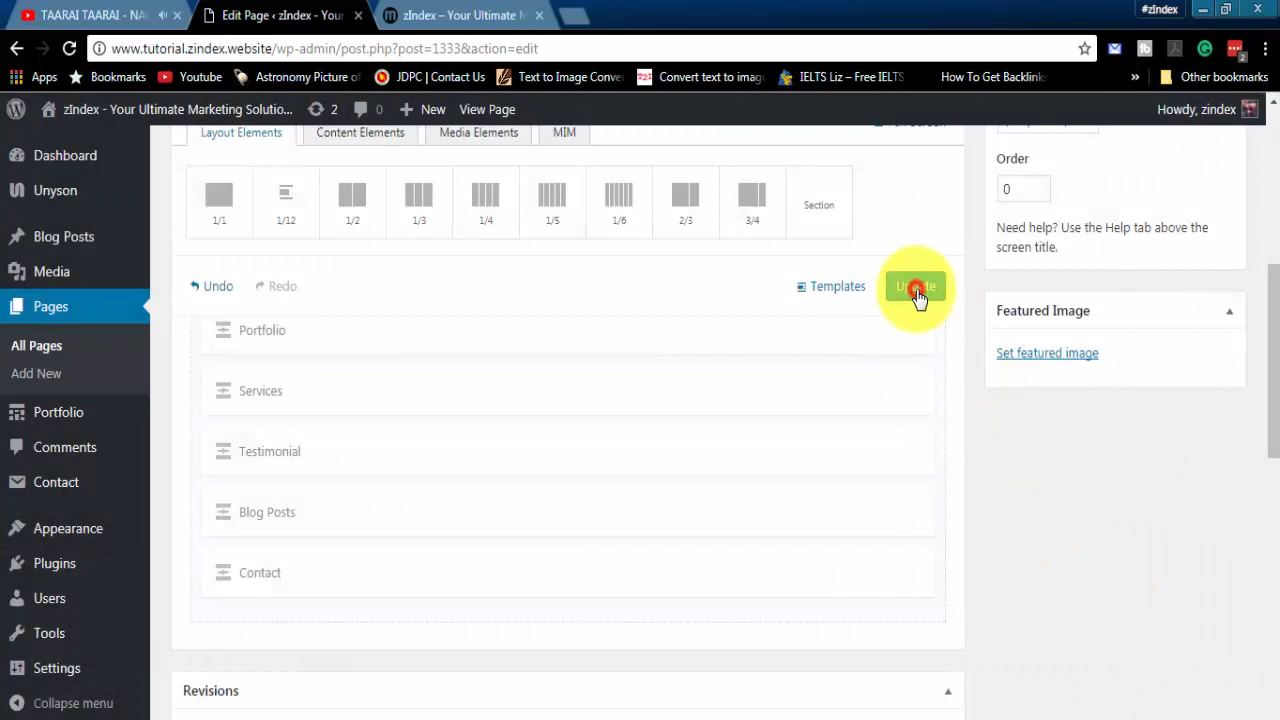 TAARAI TAARAI - NA
Edit Page ‹ zIndex - Your
zIndex – Your Ultimate M
#zIndex
www.tutorial.zindex.website/wp-admin/post.php?post=1333&action=edit
Apps
Bookmarks
Youtube
Astronomy Picture of
JDPC | Contact Us
Text to Image Conve
Convert text to imag
IELTS Liz – Free IELTS
How To Get Backlink
»
Other bookmarks
zIndex - Your Ultimate Marketing Solutio...
2
0
New
View Page
Howdy, zindex
Dashboard
Unyson
Blog Posts
Media
Pages
All Pages
Add New
Portfolio
Comments
Contact
Appearance
Plugins
Users
Tools
Settings
Collapse menu
Layout Elements
Content Elements
Media Elements
MIM
1/1
1/12
1/2
1/3
1/4
1/5
1/6
2/3
3/4
Section
Undo
Redo
Templates
Portfolio
Services
Testimonial
Blog Posts
Contact
Revisions
Order
0
Need help? Use the Help tab above the
screen title.
Featured Image
Set featured image